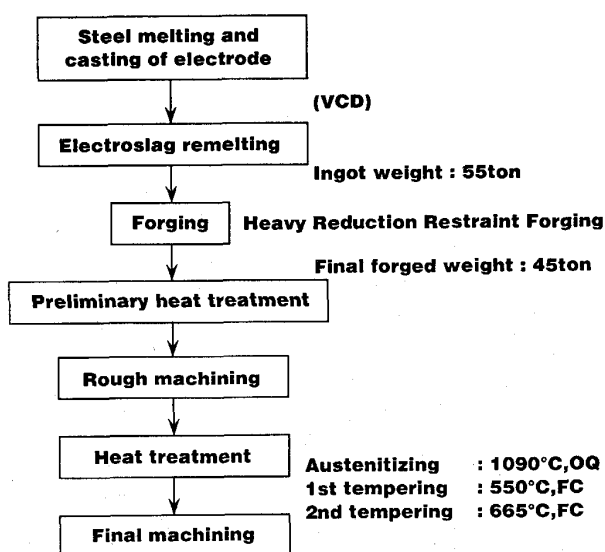 Steel melting and
casting of electrode
(VCD)
Electroslag remelting
Ingot weight : 55ton
Forging
Heavy Reduction Restraint Forging
Final forged weight : 45ton
Preliminary heat treatment
Rough machining
Heat treatment
Austenitizing : 1090°C,OQ
1st tempering : 550°C,FC
2nd tempering : 665°C,FC
Final machining